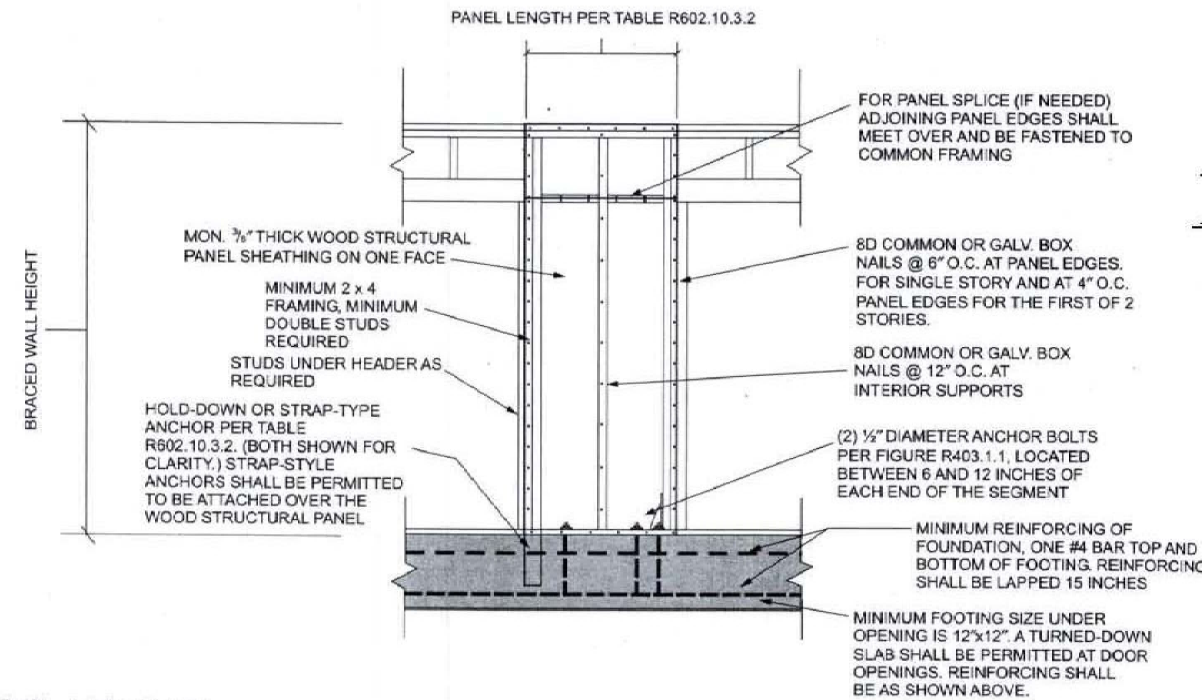 PANEL LENGTH PER TABLE R602.10.3.2
FOR PANEL SPLICE (IF NEEDED)
ADJOINING PANEL EDGES SHALL
MEET OVER AND BE FASTENED TO
COMMON FRAMING
MON. ⅜" THICK WOOD STRUCTURAL
PANEL SHEATHING ON ONE FACE
8D COMMON OR GALV. BOX
NAILS @ 6" O.C. AT PANEL EDGES.
FOR SINGLE STORY AND AT 4" O.C.
PANEL EDGES FOR THE FIRST OF 2
STORIES.
MINIMUM 2 x 4
FRAMING, MINIMUM
DOUBLE STUDS
REQUIRED
BRACED WALL HEIGHT
STUDS UNDER HEADER AS
REQUIRED
8D COMMON OR GALV. BOX
NAILS @ 12" O.C. AT
INTERIOR SUPPORTS
HOLD-DOWN OR STRAP-TYPE
ANCHOR PER TABLE
R602.10.3.2. (BOTH SHOWN FOR
CLARITY.) STRAP-STYLE
ANCHORS SHALL BE PERMITTED
TO BE ATTACHED OVER THE
WOOD STRUCTURAL PANEL
(2) ½" DIAMETER ANCHOR BOLTS
PER FIGURE R403.1.1, LOCATED
BETWEEN 6 AND 12 INCHES OF
EACH END OF THE SEGMENT
MINIMUM REINFORCING OF
FOUNDATION, ONE #4 BAR TOP AND
BOTTOM OF FOOTING. REINFORCING
SHALL BE LAPPED 15 INCHES
MINIMUM FOOTING SIZE UNDER
OPENING IS 12"x12". A TURNED-DOWN
SLAB SHALL BE PERMITTED AT DOOR
OPENINGS. REINFORCING SHALL
BE AS SHOWN ABOVE.